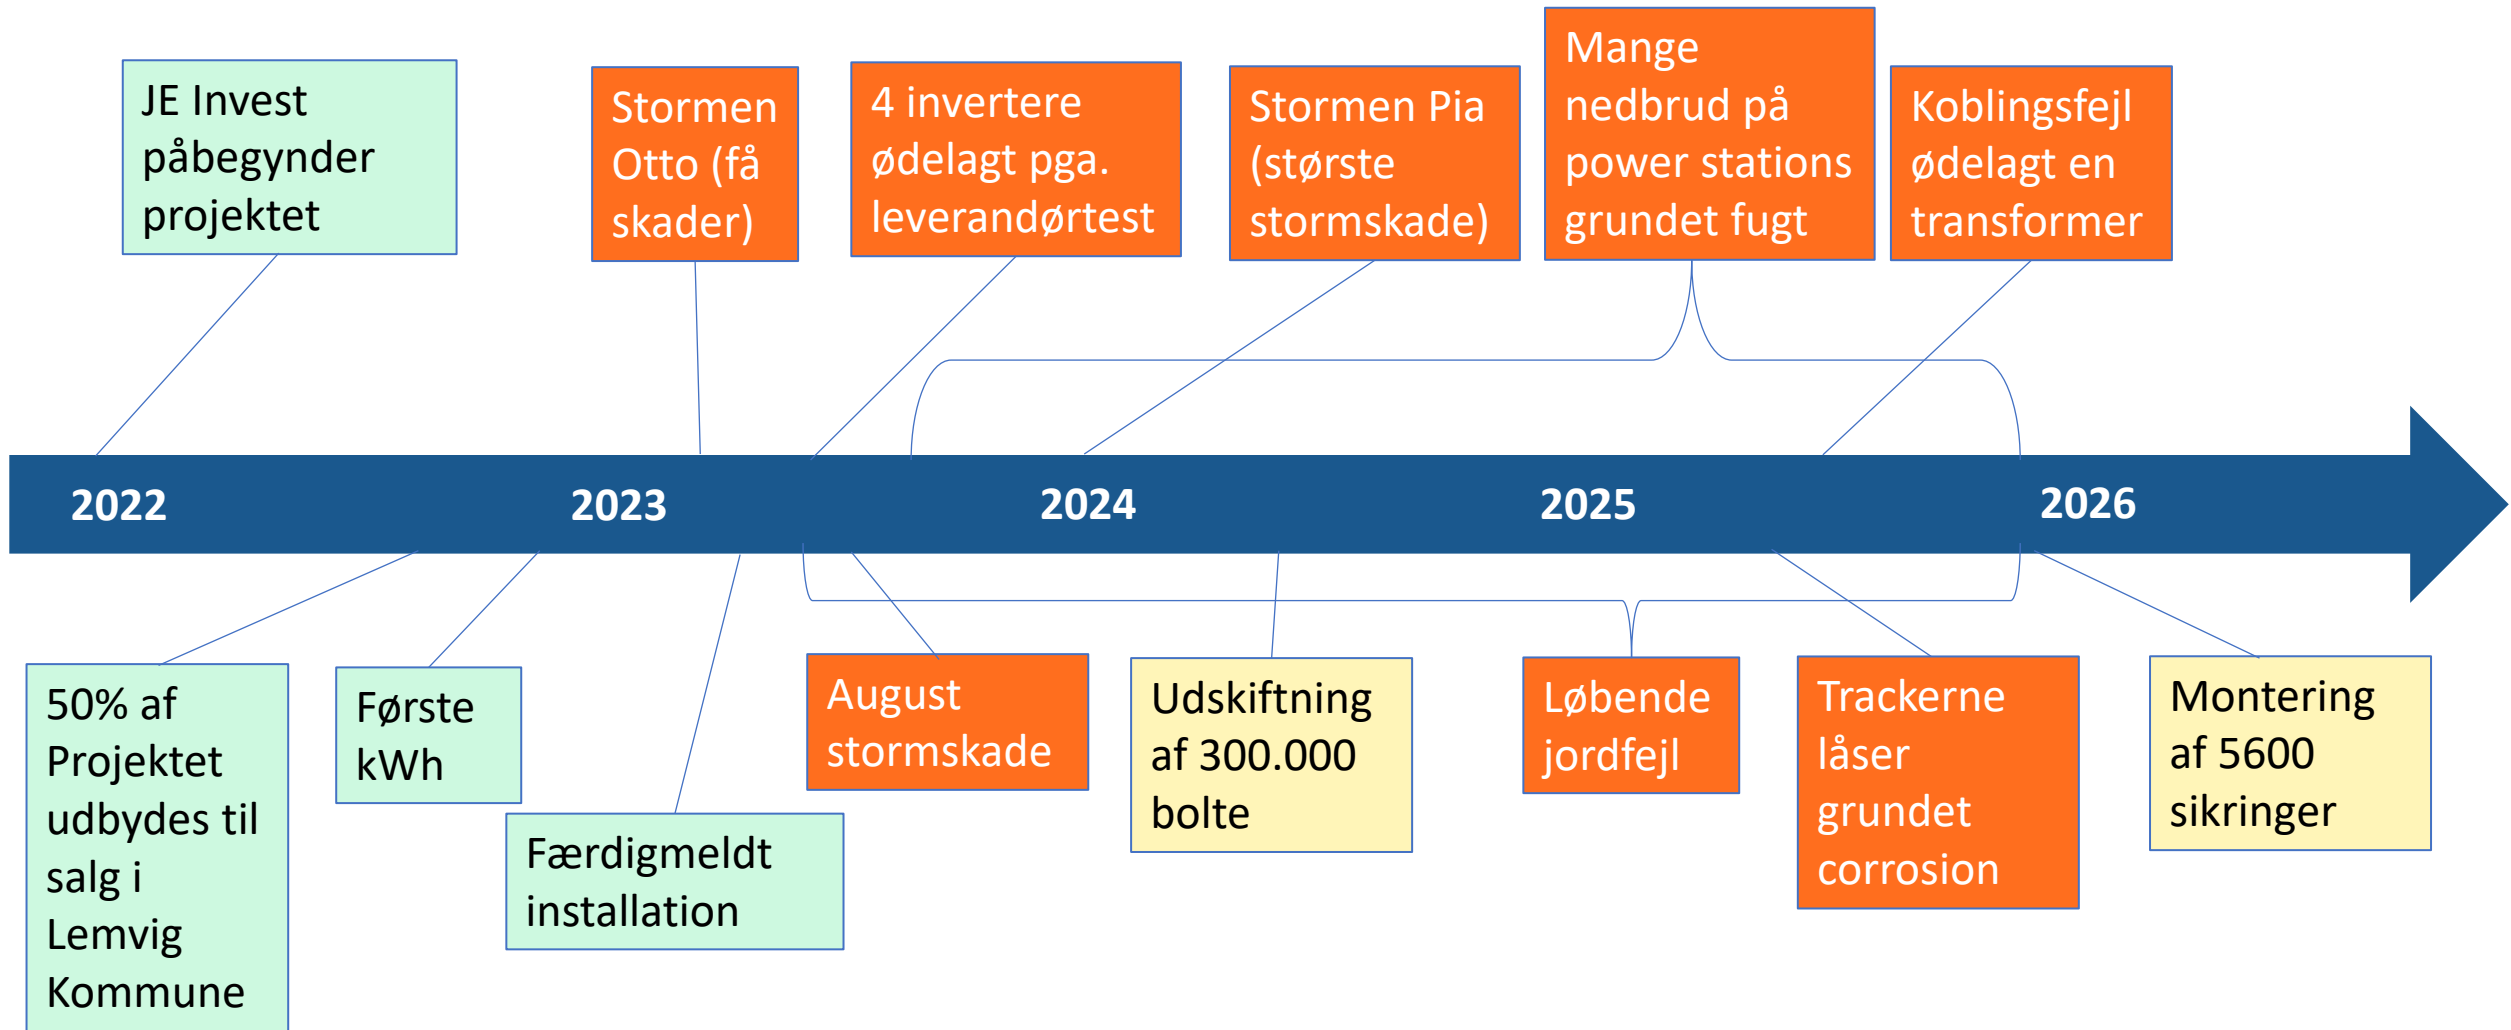 JE Invest
påbegynder
projektet
Stormen
Otto (få
skader)
4 invertere
ødelagt pga.
leverandørtest
Stormen Pia
(største
stormskade)
Mange
nedbrud på
power stations
grundet fugt
Koblingsfejl
ødelagt en
transformer
2022
2023
2024
2025
2026
50% af
Projektet
udbydes til
salg i
Lemvig
Kommune
Første
kWh
Færdigmeldt
installation
August
stormskade
Udskiftning
af 300.000
bolte
Løbende
jordfejl
Trackerne
låser
grundet
corrosion
Montering
af 5600
sikringer